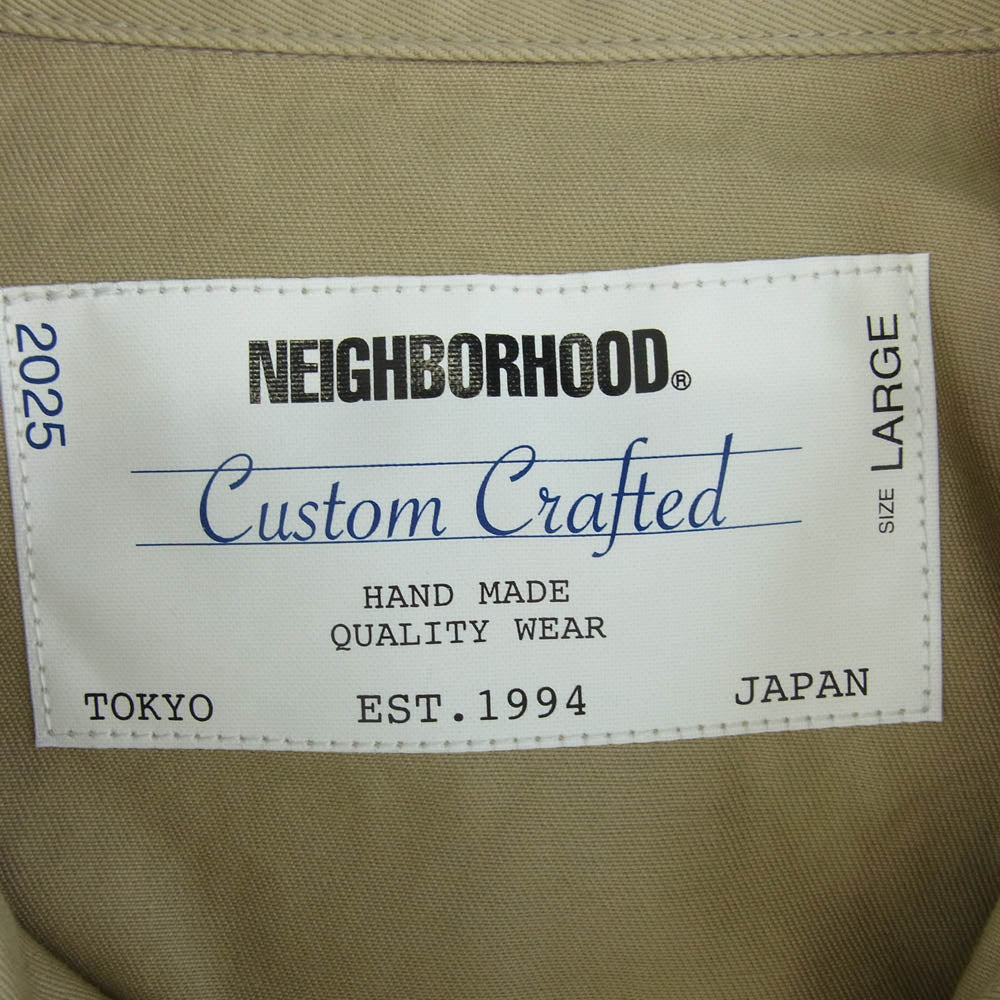 2025
NEIGHBORHOOD®
SIZE LARGE
Custom Crafted
HAND MADE
QUALITY WEAR
TOKYO EST.1994 JAPAN